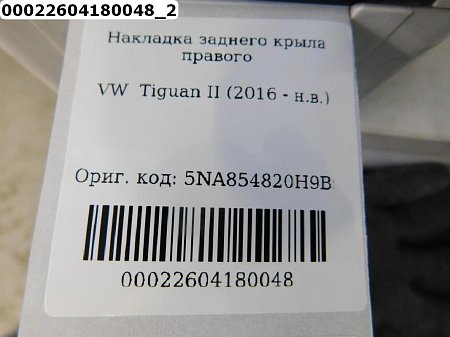 00022604180048_2
Накладка заднего крыла
правого
VW Tiguan II (2016 - н.в.)
Ориг. код: 5NA854820H9B
00022604180048